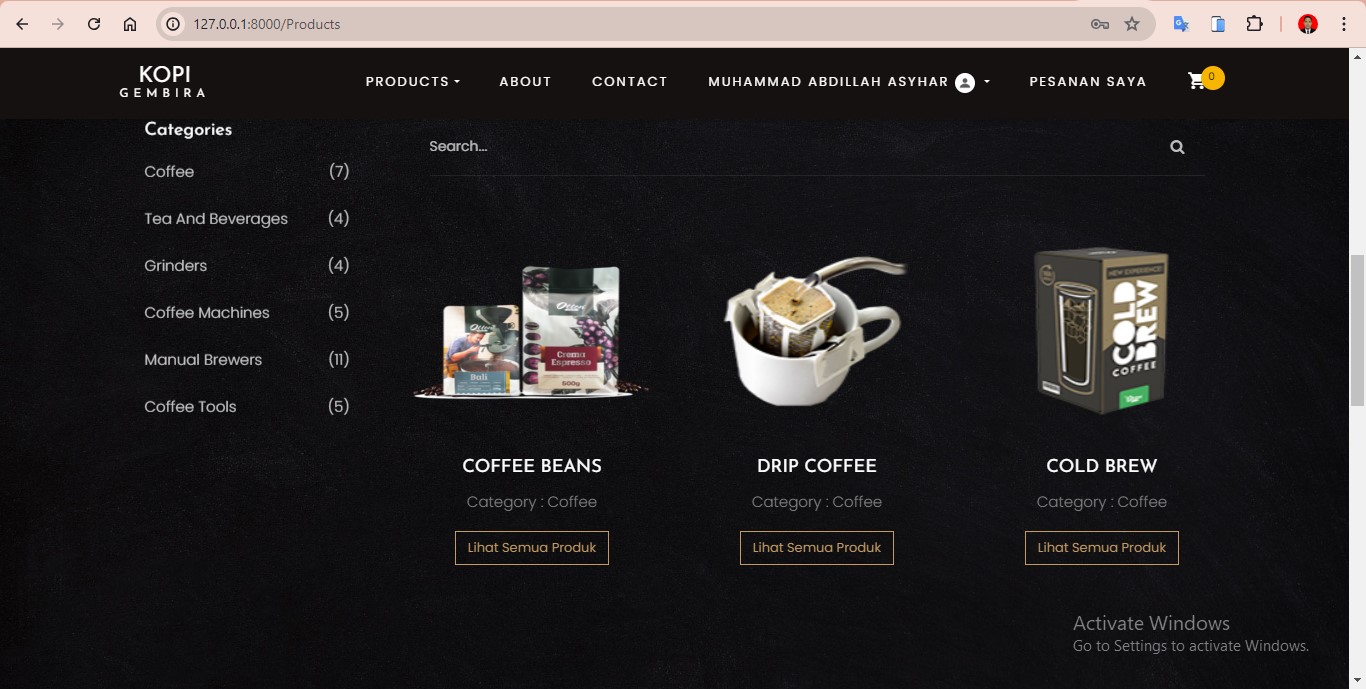 127.0.0.1:8000/Products
KOPI
GEMBIRA
PRODUCTS
ABOUT
CONTACT
MUHAMMAD ABDILLAH ASYHAR
PESANAN SAYA
0
Categories
Coffee (7)
Tea And Beverages (4)
Grinders (4)
Coffee Machines (5)
Manual Brewers (11)
Coffee Tools (5)
Search...
Otten
Bali
Otten
Crema
Espresso
500g
NEW EXPERIENCE!
COLD
BREW
COFFEE
COFFEE BEANS
Category : Coffee
Lihat Semua Produk
DRIP COFFEE
Category : Coffee
Lihat Semua Produk
COLD BREW
Category : Coffee
Lihat Semua Produk
Activate Windows
Go to Settings to activate Windows.